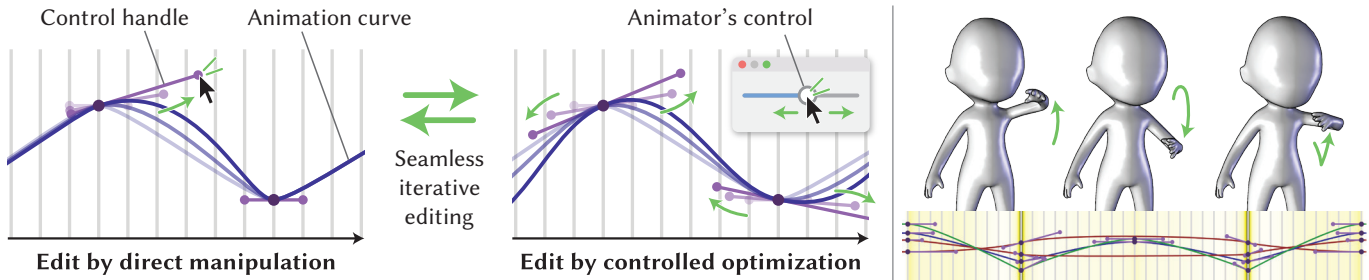 Control handle
Animation curve
Edit by direct manipulation
Seamless
iterative
editing
Animator's control
Edit by controlled optimization